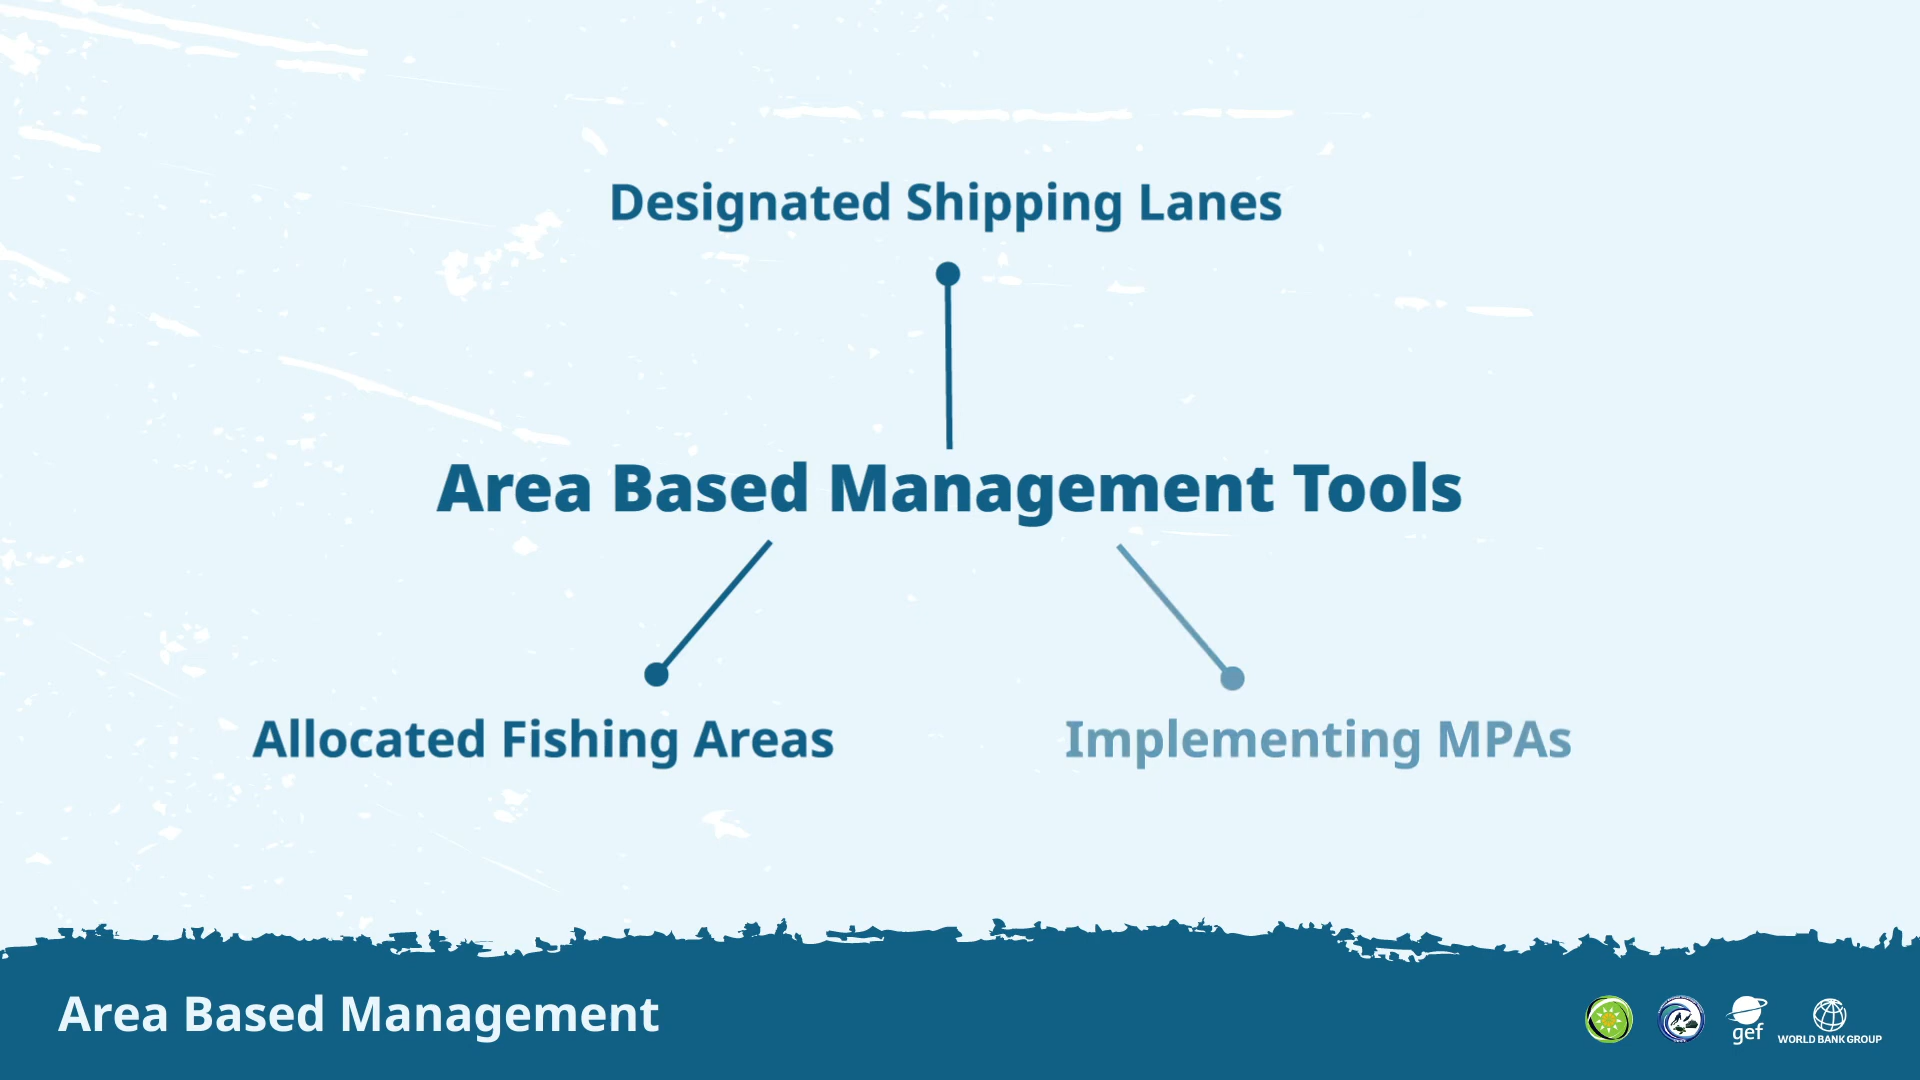 Designated Shipping Lanes
Area Based Management Tools
Allocated Fishing Areas
Implementing MPAs
Area Based Management
gef
WORLD BANK GROUP